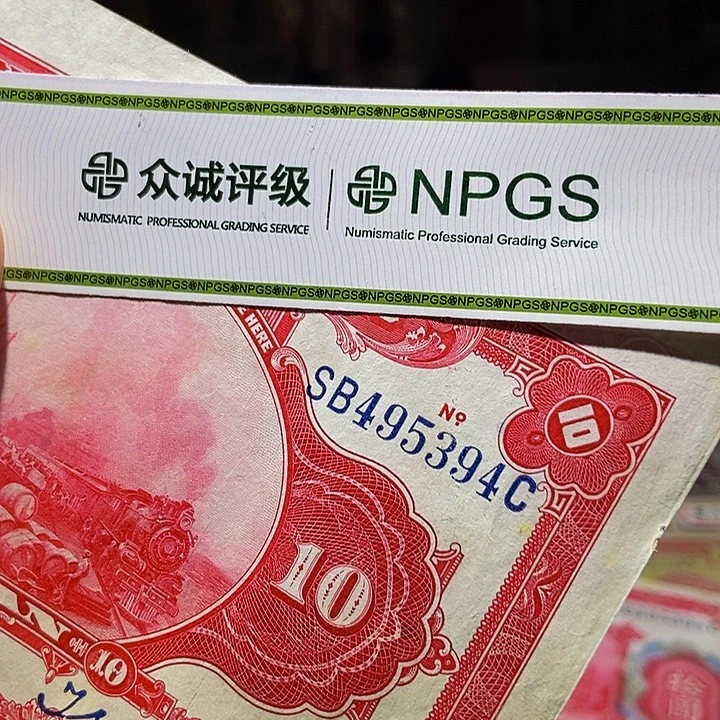 NPGS NPGS NPGS NPGS NPGS NPGS NPGS NPGS NPGS NPGS NPGS NPGS NPGS NPGS NPGS NPGS NPGS
众诚评级
NUMISMATIC PROFESSIONAL GRADING SERVICE
NPGS
Numismatic Professional Grading Service
GS NPGS NPGS NPGS NPGS NPGS NPGS NPGS NPGS NPGS NPGS NPGS NPGS NPGS NPGS NPGS NPGS
HERE
Nº
SB495394C
10
10
10